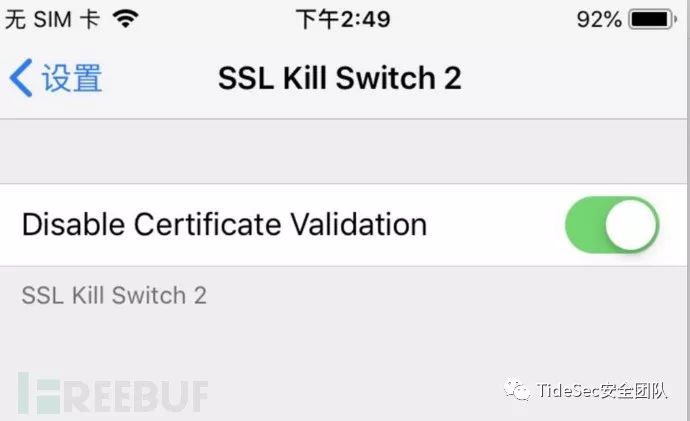 无 SIM 卡 下午2:49 92%
设置 SSL Kill Switch 2
Disable Certificate Validation
SSL Kill Switch 2
FREEBUF TideSec安全团队